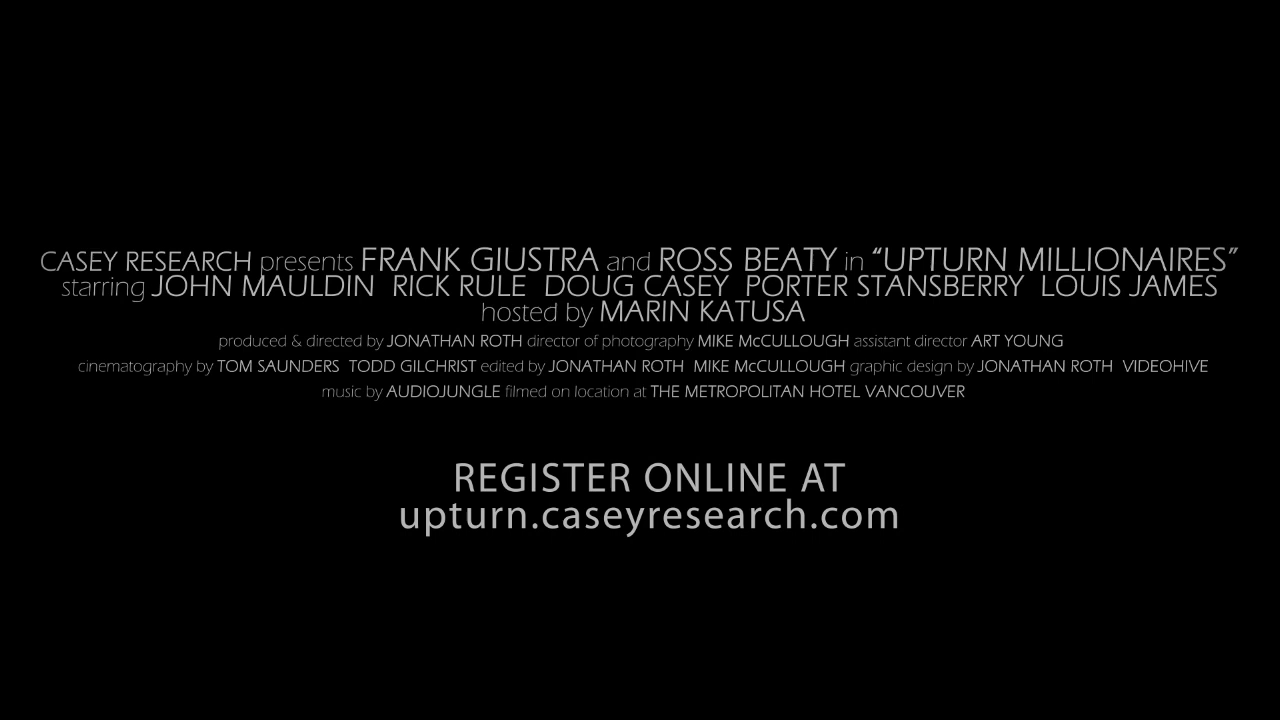 CASEY RESEARCH presents FRANK GIUSTRA and ROSS BEATY in “UPTURN MILLIONAIRES”
starring JOHN MAULDIN RICK RULE DOUG CASEY PORTER STANSBERRY LOUIS JAMES
hosted by MARIN KATUSA
produced & directed by JONATHAN ROTH director of photography MIKE McCULLOUGH assistant director ART YOUNG
cinematography by TOM SAUNDERS TODD GILCHRIST edited by JONATHAN ROTH MIKE McCULLOUGH graphic design by JONATHAN ROTH VIDEOHIVE
music by AUDIOJUNGLE filmed on location at THE METROPOLITAN HOTEL VANCOUVER
REGISTER ONLINE AT
upturn.caseyresearch.com